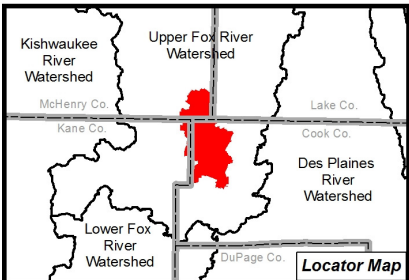 Kishwaukee
River
Watershed
Upper Fox River
Watershed
McHenry Co.
Lake Co.
Kane Co.
Cook Co.
Des Plaines
River
Watershed
Lower Fox
River
Watershed
DuPage Co.
Locator Map